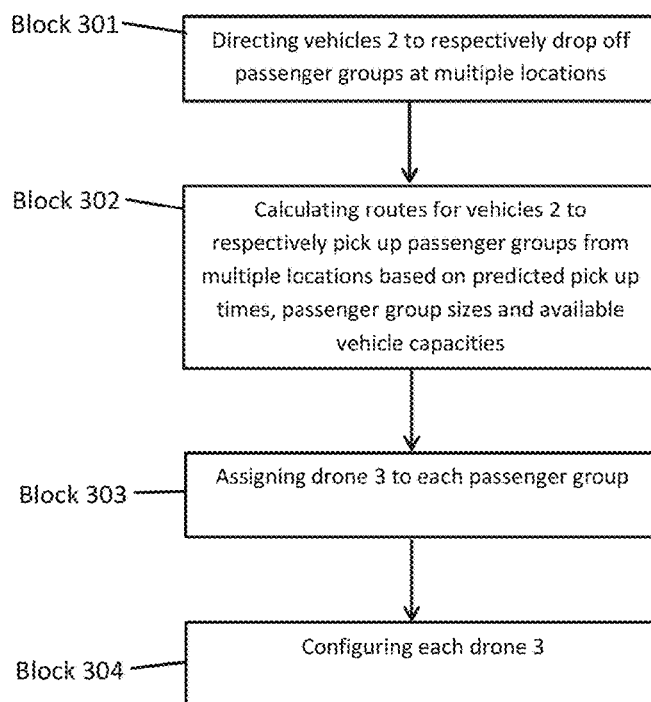 Block 301
Directing vehicles 2 to respectively drop off
passenger groups at multiple locations
Block 302
Calculating routes for vehicles 2 to
respectively pick up passenger groups from
multiple locations based on predicted pick up
times, passenger group sizes and available
vehicle capacities
Block 303
Assigning drone 3 to each passenger group
Block 304
Configuring each drone 3